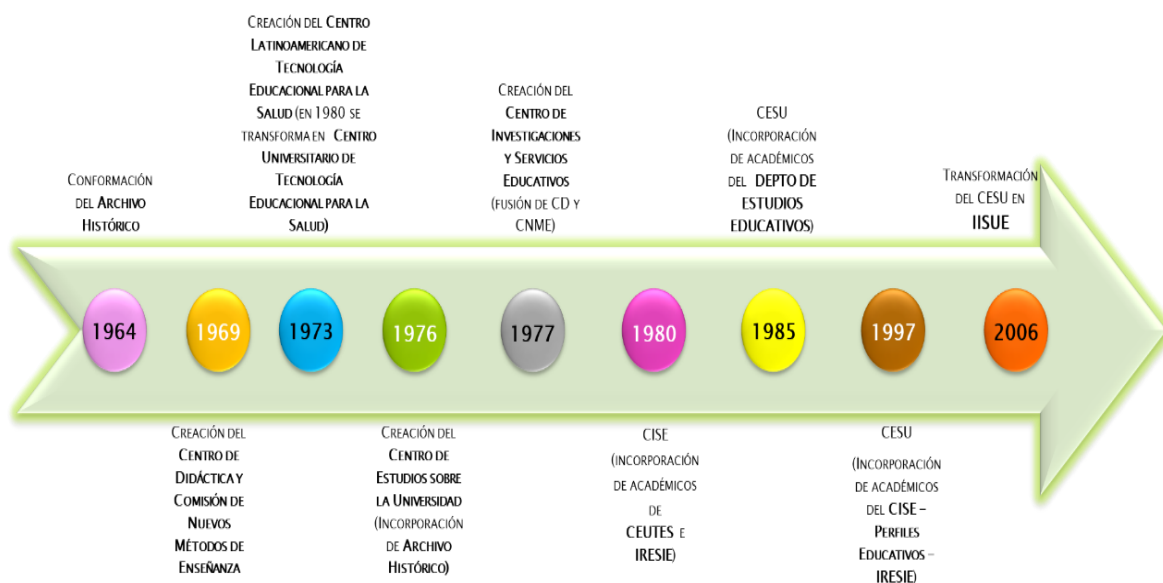 CREACIÓN DEL CENTRO
LATINOAMERICANO DE
TECNOLOGÍA
EDUCACIONAL PARA LA
SALUD (EN 1980 SE
TRANSFORMA EN CENTRO
UNIVERSITARIO DE
TECNOLOGÍA
EDUCACIONAL PARA LA
SALUD)
CREACIÓN DEL
CENTRO DE
INVESTIGACIONES
Y SERVICIOS
EDUCATIVOS
(FUSIÓN DE CD Y
CNME)
CESU
(INCORPORACIÓN
DE ACADÉMICOS
DEL DEPTO DE
ESTUDIOS
EDUCATIVOS)
CONFORMACIÓN
DEL ARCHIVO
HISTÓRICO
TRANSFORMACIÓN
DEL CESU EN
IISUE
1964 1969 1973 1976 1977 1980 1985 1997 2006
CREACIÓN DEL
CENTRO DE
DIDÁCTICA Y
COMISIÓN DE
NUEVOS
MÉTODOS DE
ENSEÑANZA
CREACIÓN DEL
CENTRO DE
ESTUDIOS SOBRE
LA UNIVERSIDAD
(INCORPORACIÓN
DE ARCHIVO
HISTÓRICO)
CISE
(INCORPORACIÓN
DE ACADÉMICOS
DE
CEUTES E
IRESIE)
CESU
(INCORPORACIÓN
DE ACADÉMICOS
DEL CISE –
PERFILES
EDUCATIVOS –
IRESIE)